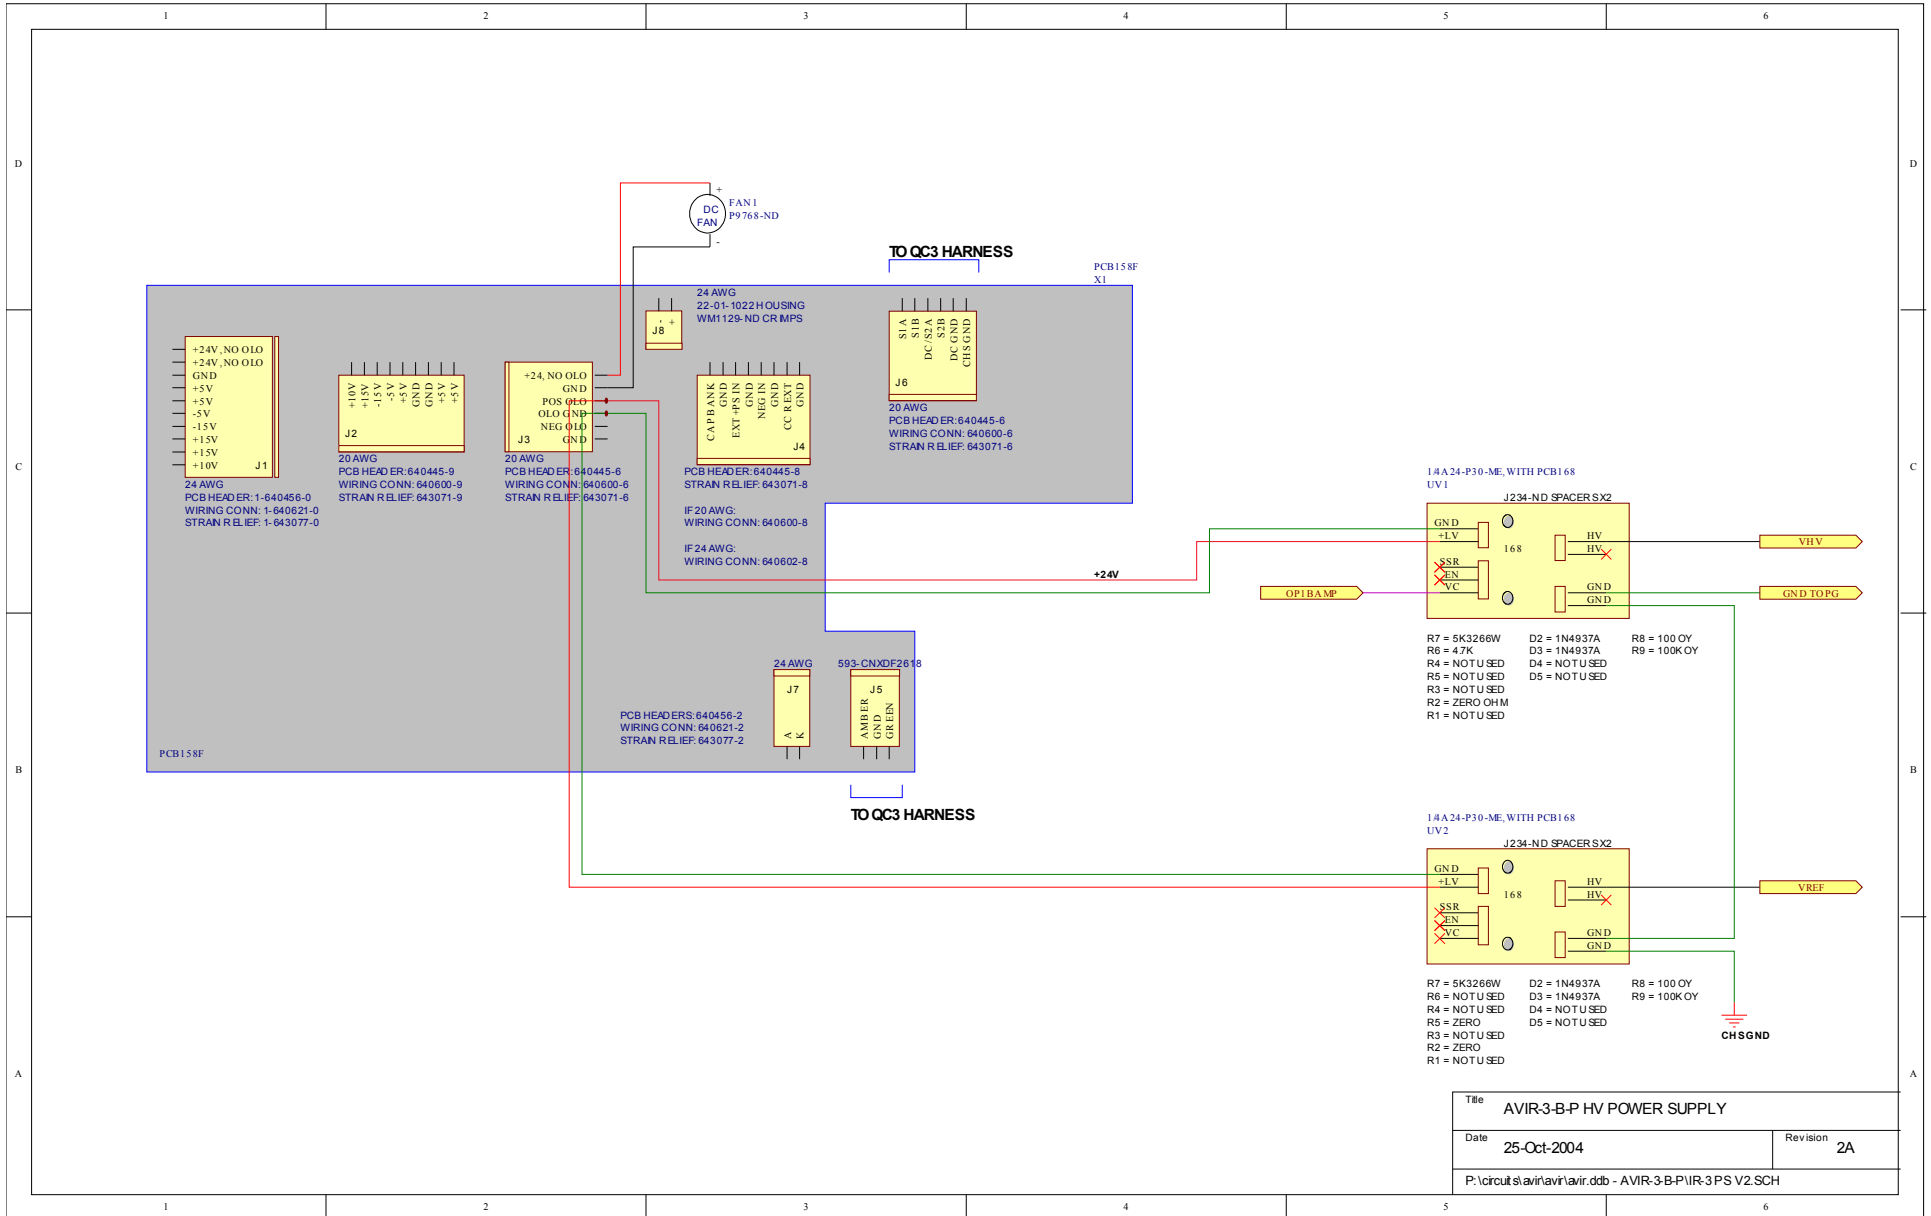 1 2 3 4 5 6
D D
C C
B B
A A
1 2 3 4 5 6
+
DC
FAN
-
FAN1
P9768-ND
TO QC3 HARNESS
PCB158F
X1
24 AWG
22-01-1022 HOUSING
WM1129-ND CRIMPS
- +
J8
+24V, NO OLO
+24V, NO OLO
GND
+5V
+5V
-5V
-15V
+15V
+15V
+10V
J1
24 AWG
PCB HEADER: 1-640456-0
WIRING CONN: 1-640621-0
STRAIN RELIEF: 1-643077-0
+10V
+15V
-15V
-5V
+5V
GND
GND
+5V
+5V
J2
20 AWG
PCB HEADER: 640445-9
WIRING CONN: 640600-9
STRAIN RELIEF: 643071-9
+24, NO OLO
GND
POS OLO
OLO GND
NEG OLO
GND
J3
20 AWG
PCB HEADER: 640445-6
WIRING CONN: 640600-6
STRAIN RELIEF: 643071-6
CAP BANK
GND
EXT +PS IN
GND
NEG IN
GND
CC R EXT
GND
J4
PCB HEADER: 640445-8
STRAIN RELIEF: 643071-8
IF 20 AWG:
WIRING CONN: 640600-8
IF 24 AWG:
WIRING CONN: 640602-8
S1A
S1B
DC/S2A
S2B
DC GND
CHS GND
J6
20 AWG
PCB HEADER: 640445-6
WIRING CONN: 640600-6
STRAIN RELIEF: 643071-6
+24V
24 AWG
J7
A
K
PCB HEADERS: 640456-2
WIRING CONN: 640621-2
STRAIN RELIEF: 643077-2
593-CNXDF2618
J5
AMBER
GND
GREEN
PCB158F
TO QC3 HARNESS
1/4A24-P30-ME, WITH PCB168
UV1
J234-ND SPACERS X2
GND
+LV
SSR
EN
VC
168
HV
HV
GND
GND
OP1B AMP
VHV
GND TO PG
R7 = 5K 3266W D2 = 1N4937A R8 = 100 OY
R6 = 4.7K D3 = 1N4937A R9 = 100K OY
R4 = NOT USED D4 = NOT USED
R5 = NOT USED D5 = NOT USED
R3 = NOT USED
R2 = ZERO OHM
R1 = NOT USED
1/4A24-P30-ME, WITH PCB168
UV2
J234-ND SPACERS X2
GND
+LV
SSR
EN
VC
168
HV
HV
GND
GND
VREF
R7 = 5K 3266W D2 = 1N4937A R8 = 100 OY
R6 = NOT USED D3 = 1N4937A R9 = 100K OY
R4 = NOT USED D4 = NOT USED
R5 = ZERO D5 = NOT USED
R3 = NOT USED
R2 = ZERO
R1 = NOT USED
CHSGND
Title AVIR-3-B-P HV POWER SUPPLY
Date 25-Oct-2004 Revision 2A
P:\circuits\avir\avir\avir.ddb - AVIR-3-B-P\IR-3 PS V2.SCH